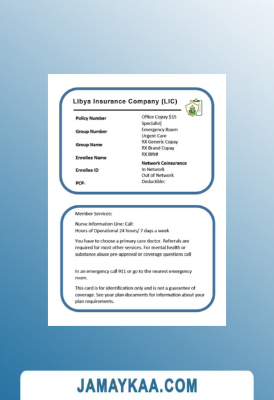 Libya Insurance Company (LIC)
Policy Number
Group Number
Group Name
Enrollee Name
Enrollee ID
PCP:
Office Copay $15
Specialist
Emergency Room
Urgent Care
RX Generic Copay
RX Brand Copay
RX BIN#
Network Coinsurance
In Network
Out of Network
Deductible:
Member Services:
Nurse Information Line: Call:
Hours of Operational 24 hours/ 7 days a week
You have to choose a primary care doctor. Referrals are
required for most other services. For mental health or
substance abuse pre-approval or coverage questions call
In an emergency call 911 or go to the nearest emergency
room.
This card is for identification only and is not a guarantee of
coverage. See your plan documents for information about your
plan requirements.
JAMAYKAA.COM